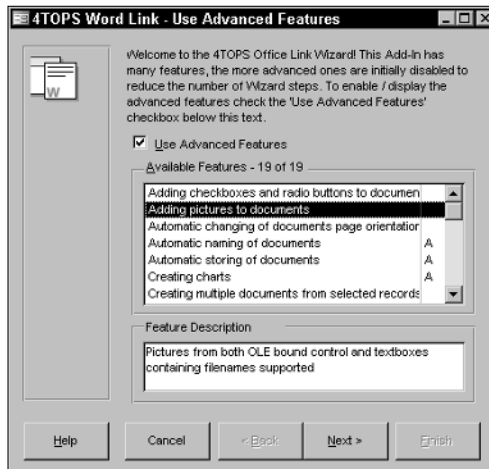 4TOPS Word Link - Use Advanced Features
Welcome to the 4TOPS Office Link Wizard! This Add-In has
many features, the more advanced ones are initially disabled to
reduce the number of Wizard steps. To enable / display the
advanced features check the 'Use Advanced Features'
checkbox below this text.
W
Use Advanced Features
Available Features - 19 of 19
Adding checkboxes and radio buttons to documen
Adding pictures to documents
Automatic changing of documents page orientation
Automatic naming of documents A
Automatic storing of documents A
Creating charts A
Creating multiple documents from selected records
Feature Description
Pictures from both OLE bound control and textboxes
containing filenames supported
Help Cancel < Back Next > Finish